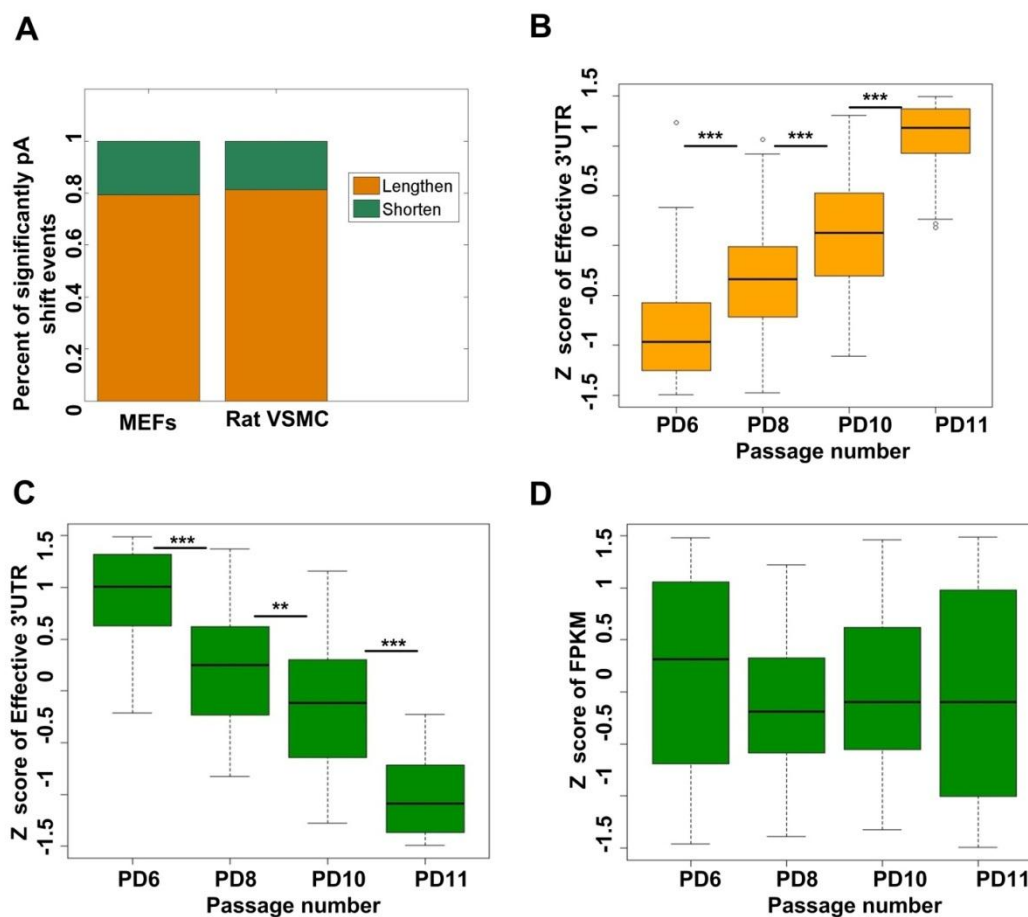 A
Percent of significantly pA
shift events
0
0.2
0.4
0.6
0.8
1
MEFs
Rat VSMC
Lengthen
Shorten
B
Z score of Effective 3'UTR
1.5
1
0.5
0
-0.5
-1
-1.5
***
***
***
PD6
PD8
PD10
PD11
Passage number
C
Z score of Effective 3'UTR
1.5
1
0.5
0
-0.5
-1
-1.5
***
**
***
PD6
PD8
PD10
PD11
Passage number
D
Z score of FPKM
1.5
1
0.5
0
-0.5
-1
-1.5
PD6
PD8
PD10
PD11
Passage number